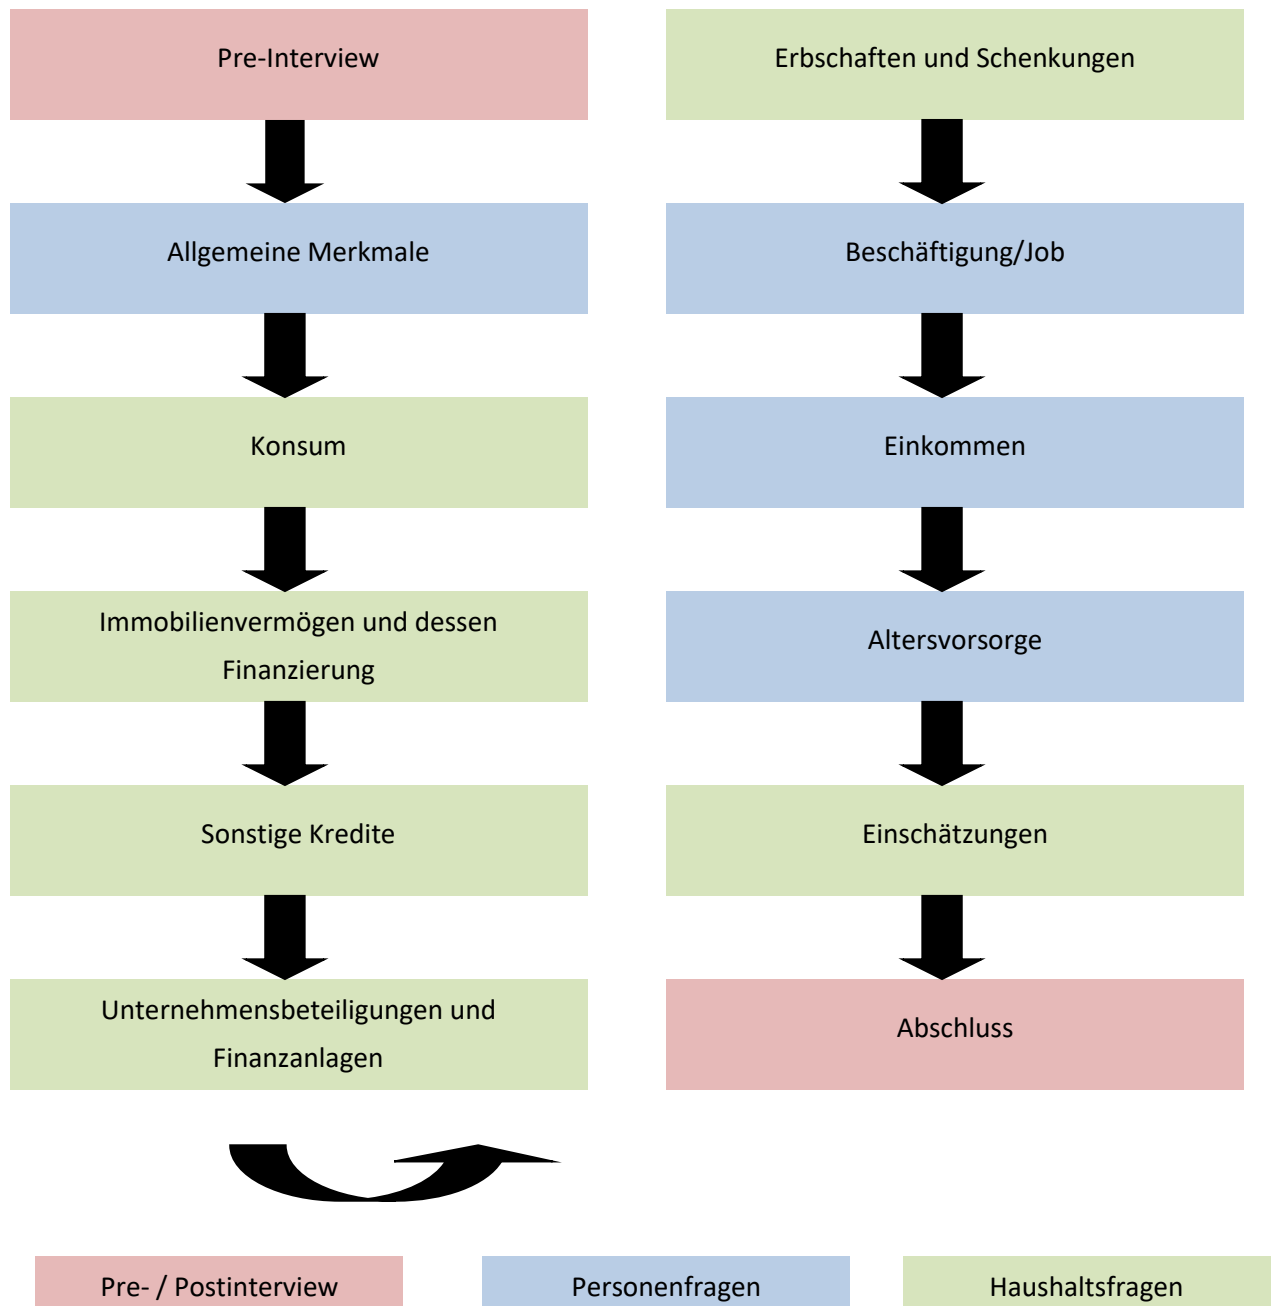 Pre-Interview
Allgemeine Merkmale
Konsum
Immobilienvermögen und dessen
Finanzierung
Sonstige Kredite
Unternehmensbeteiligungen und
Finanzanlagen
Erbschaften und Schenkungen
Beschäftigung/Job
Einkommen
Altersvorsorge
Einschätzungen
Abschluss
Pre- / Postinterview
Personenfragen
Haushaltsfragen